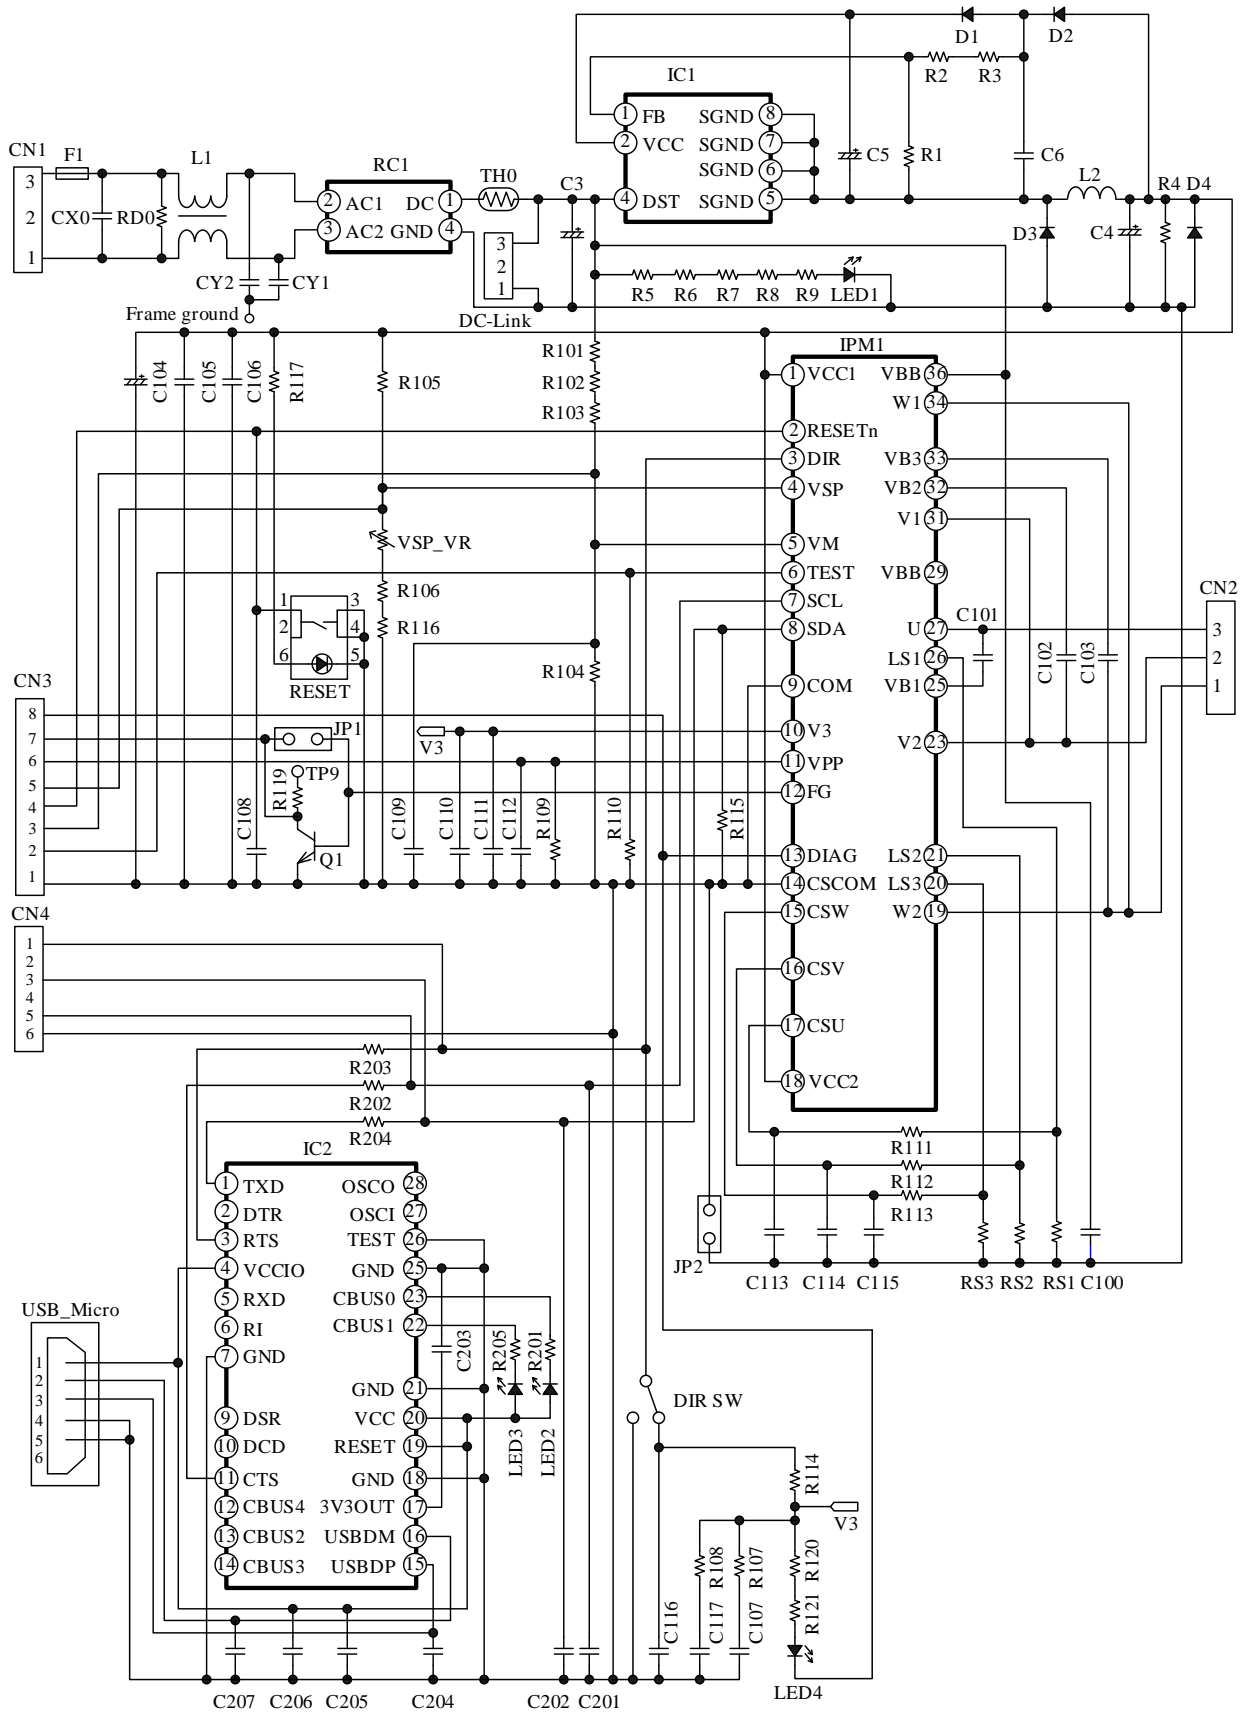 D1
D2
R2
R3
IC1
1 FB SGND 8
2 VCC SGND 7
SGND 6
4 DST SGND 5
C5
R1
C6
CN1
F1
L1
RC1
TH0
C3
L2
R4
D4
3
2
1
CX0
RD0
2 AC1 DC 1
3 AC2 GND 4
3
2
1
D3
C4
CY2
CY1
R5
R6
R7
R8
R9
LED1
Frame ground
DC-Link
C104
C105
C106
R117
R105
R101
R102
R103
IPM1
1 VCC1 VBB 36
W1 34
2 RESETn
3 DIR VB3 33
4 VSP VB2 32
V1 31
VSP_VR
5 VM
6 TEST VBB 29
7 SCL
8 SDA U 27
LS1 26
9 COM VB1 25
10 V3 V2 23
11 VPP
12 FG
13 DIAG LS2 21
14 CSCOM LS3 20
15 CSW W2 19
16 CSV
17 CSU
18 VCC2
R106
R116
1 3
2 4
6 5
RESET
C101
C102
C103
CN2
3
2
1
R104
CN3
8
7
6
5
4
3
2
1
JP1
V3
TP9
R119
Q1
C108
C109
C110
C111
C112
R109
R110
R115
CN4
1
2
3
4
5
6
R203
R202
R204
R111
R112
R113
IC2
1 TXD OSCO 28
2 DTR OSCI 27
3 RTS TEST 26
4 VCCIO GND 25
5 RXD CBUS0 23
6 RI CBUS1 22
7 GND
GND 21
9 DSR VCC 20
10 DCD RESET 19
11 CTS GND 18
12 CBUS4 3V3OUT 17
13 CBUS2 USBDM 16
14 CBUS3 USBDP 15
JP2
C113
C114
C115
RS3
RS2
RS1
C100
USB_Micro
1
2
3
4
5
6
C203
R205
R201
LED3
LED2
DIR SW
R114
V3
R108
R107
R120
R121
C116
C117
C107
LED4
C207
C206
C205
C204
C202
C201